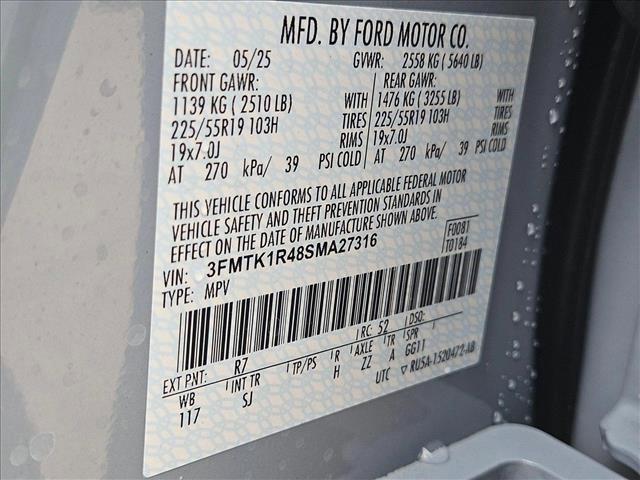 MFD. BY FORD MOTOR CO.
DATE: 05/25 GVWR: 2558 KG (5640 LB)
FRONT GAWR: REAR GAWR:
1139 KG (2510 LB) WITH 1476 KG (3255 LB) WITH
225/55R19 103H TIRES 225/55R19 103H TIRES
19x7.0J RIMS 19x7.0J RIMS
AT 270 kPa/ 39 PSI COLD AT 270 kPa/ 39 PSI COLD
THIS VEHICLE CONFORMS TO ALL APPLICABLE FEDERAL MOTOR
VEHICLE SAFETY AND THEFT PREVENTION STANDARDS IN
EFFECT ON THE DATE OF MANUFACTURE SHOWN ABOVE.
VIN: 3FMTK1R48SMA27316 F0081
TYPE: MPV T0184
EXT PNT: R7 RC: 52 DSO:
WB INT TR TP/PS R AXLE TR SPR
117 SJ H ZZ A GG11
UTC ▽ RU5A-1520472-AB